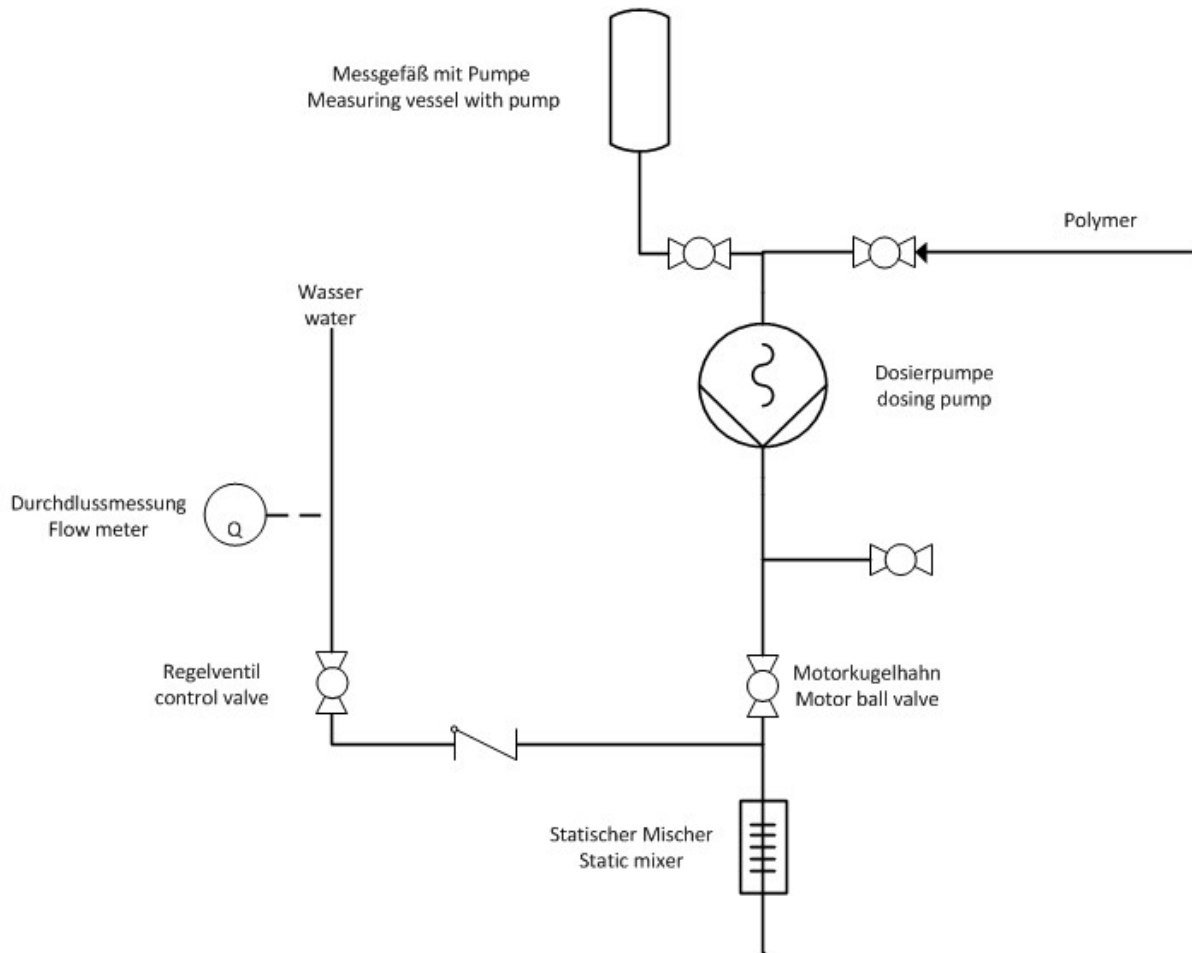 Messgefäß mit Pumpe
Measuring vessel with pump
Polymer
Wasser
water
Dosierpumpe
dosing pump
Durchdlussmessung
Flow meter
Q
Regelventil
control valve
Motorkugelhahn
Motor ball valve
Statischer Mischer
Static mixer